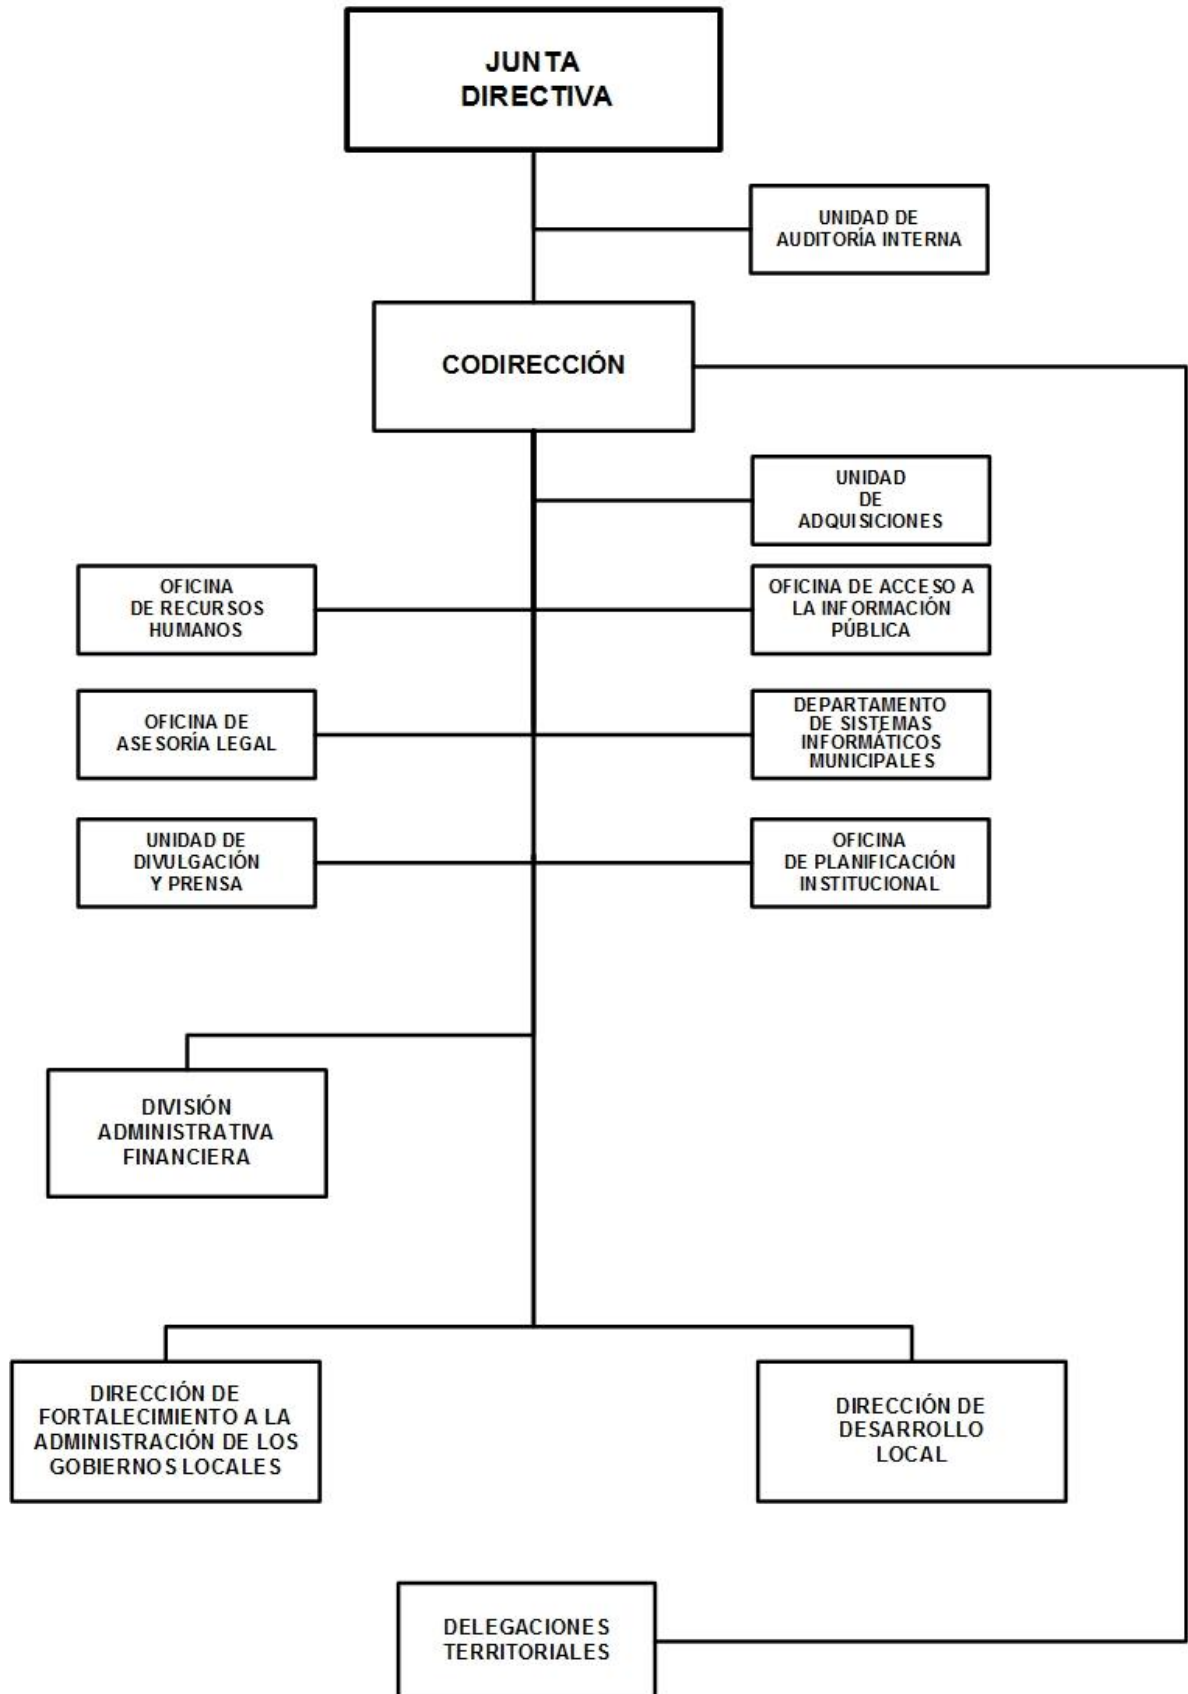 JUNTA
DIRECTIVA
UNIDAD DE
AUDITORÍA INTERNA
CODIRECCIÓN
UNIDAD
DE
ADQUISICIONES
OFICINA
DE RECURSOS
HUMANOS
OFICINA DE ACCESO A
LA INFORMACIÓN
PÚBLICA
OFICINA DE
ASESORÍA LEGAL
DEPARTAMENTO
DE SISTEMAS
INFORMÁTICOS
MUNICIPALES
UNIDAD DE
DIVULGACIÓN
Y PRENSA
OFICINA
DE PLANIFICACIÓN
INSTITUCIONAL
DIVISIÓN
ADMINISTRATIVA
FINANCIERA
DIRECCIÓN DE
FORTALECIMIENTO A LA
ADMINISTRACIÓN DE LOS
GOBIERNOS LOCALES
DIRECCIÓN DE
DESARROLLO
LOCAL
DELEGACIONES
TERRITORIALES